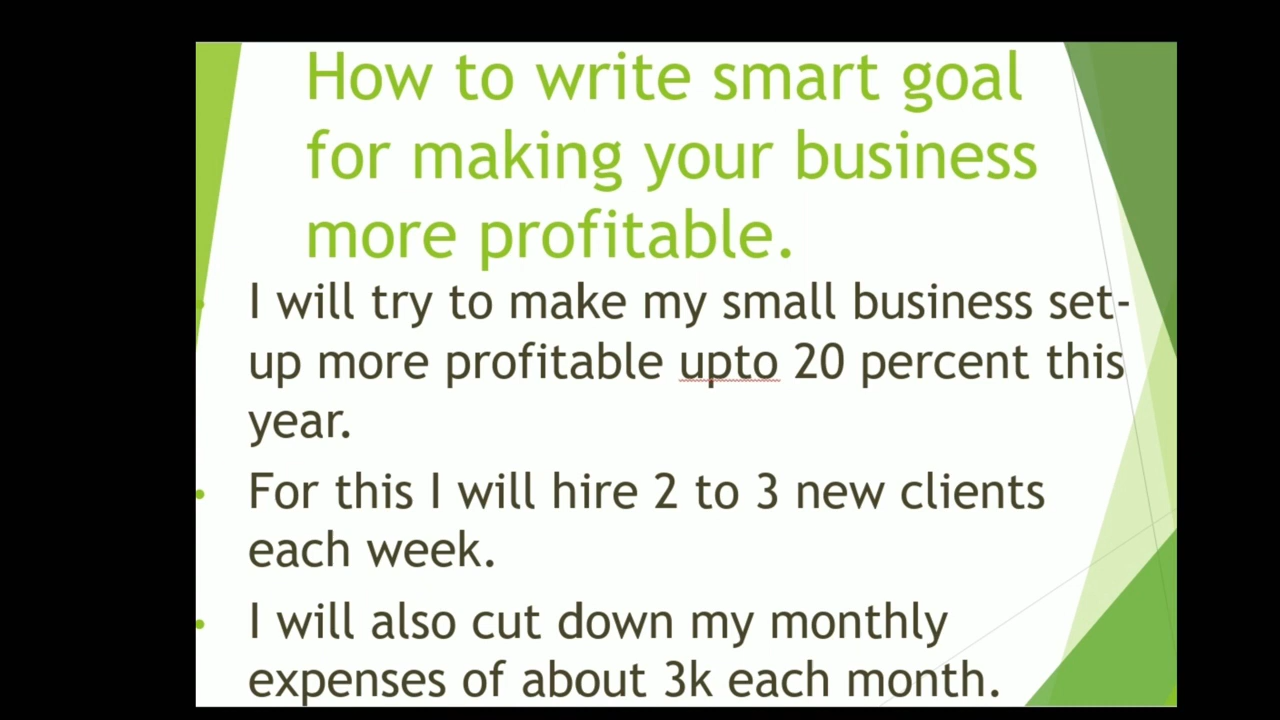 How to write smart goal
for making your business
more profitable.
I will try to make my small business set-
up more profitable upto 20 percent this
year.
For this I will hire 2 to 3 new clients
each week.
I will also cut down my monthly
expenses of about 3k each month.